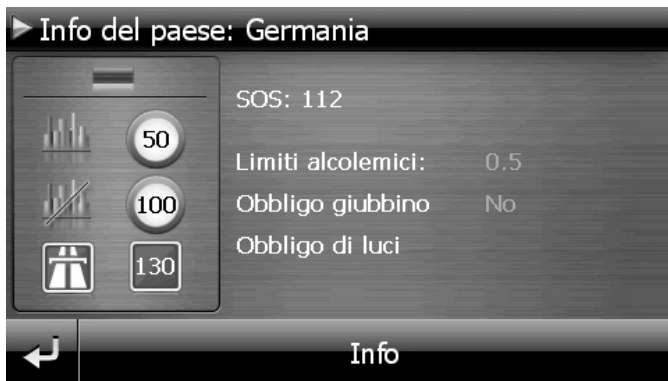 Info del paese: Germania
SOS: 112
50
Limiti alcolemici: 0.5
100
Obbligo giubbino No
130
Obbligo di luci
Info